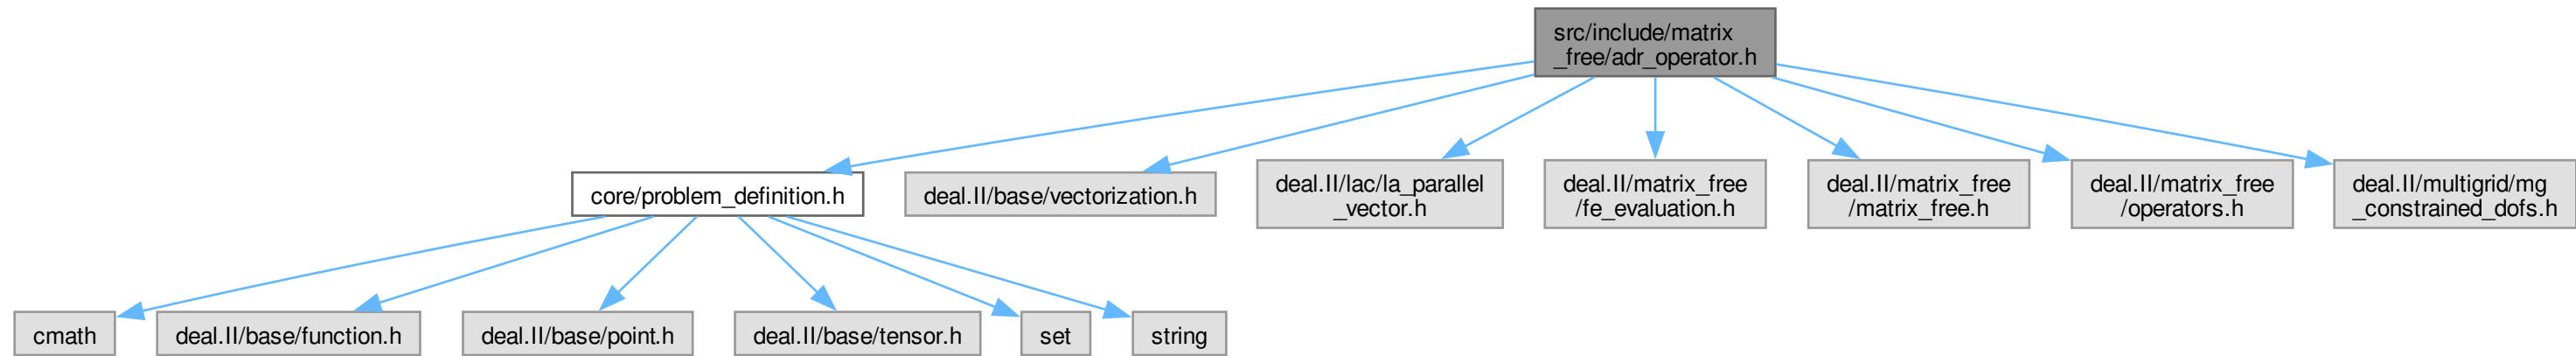 src/include/matrix
_free/adr_operator.h
core/problem_definition.h
deal.II/base/vectorization.h
deal.II/lac/la_parallel
_vector.h
deal.II/matrix_free
/fe_evaluation.h
deal.II/matrix_free
/matrix_free.h
deal.II/matrix_free
/operators.h
deal.II/multigrid/mg
_constrained_dofs.h
cmath
deal.II/base/function.h
deal.II/base/point.h
deal.II/base/tensor.h
set
string